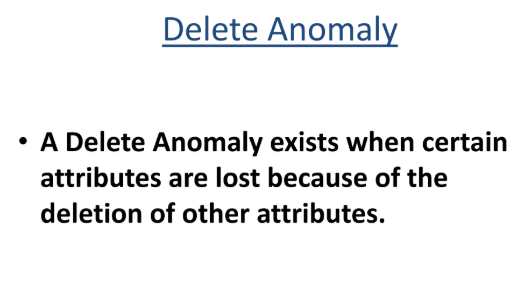 Delete Anomaly
• A Delete Anomaly exists when certain
attributes are lost because of the
deletion of other attributes.